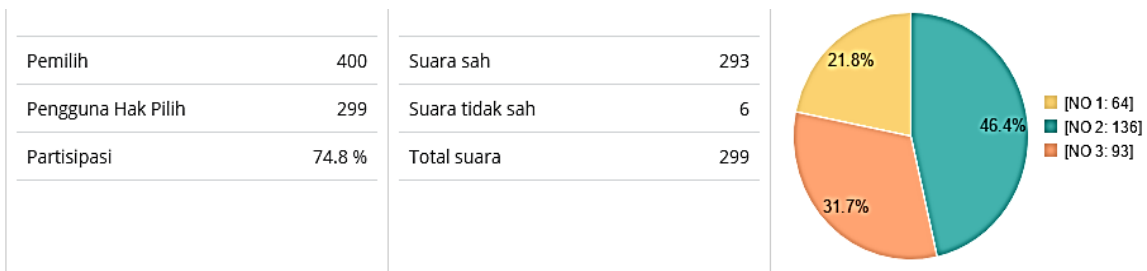 Pemilih 400
Pengguna Hak Pilih 299
Partisipasi 74.8 %
Suara sah 293
Suara tidak sah 6
Total suara 299
21.8%
46.4%
31.7%
[NO 1: 64]
[NO 2: 136]
[NO 3: 93]